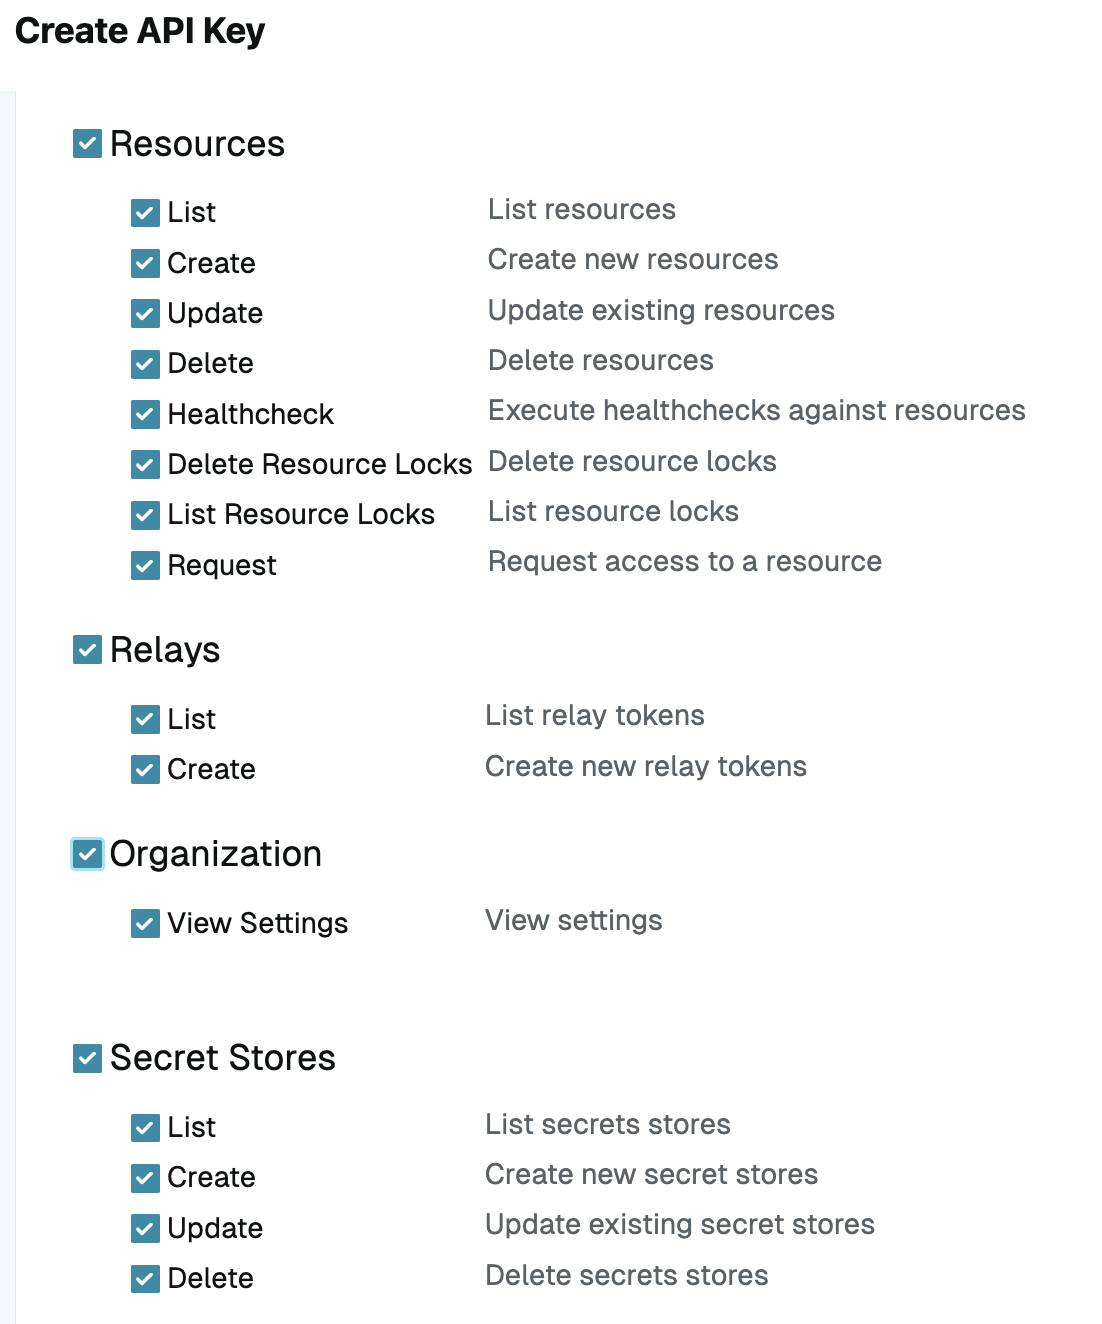 Create API Key
Resources
List List resources
Create Create new resources
Update Update existing resources
Delete Delete resources
Healthcheck Execute healthchecks against resources
Delete Resource Locks Delete resource locks
List Resource Locks List resource locks
Request Request access to a resource
Relays
List List relay tokens
Create Create new relay tokens
Organization
View Settings View settings
Secret Stores
List List secrets stores
Create Create new secret stores
Update Update existing secret stores
Delete Delete secrets stores